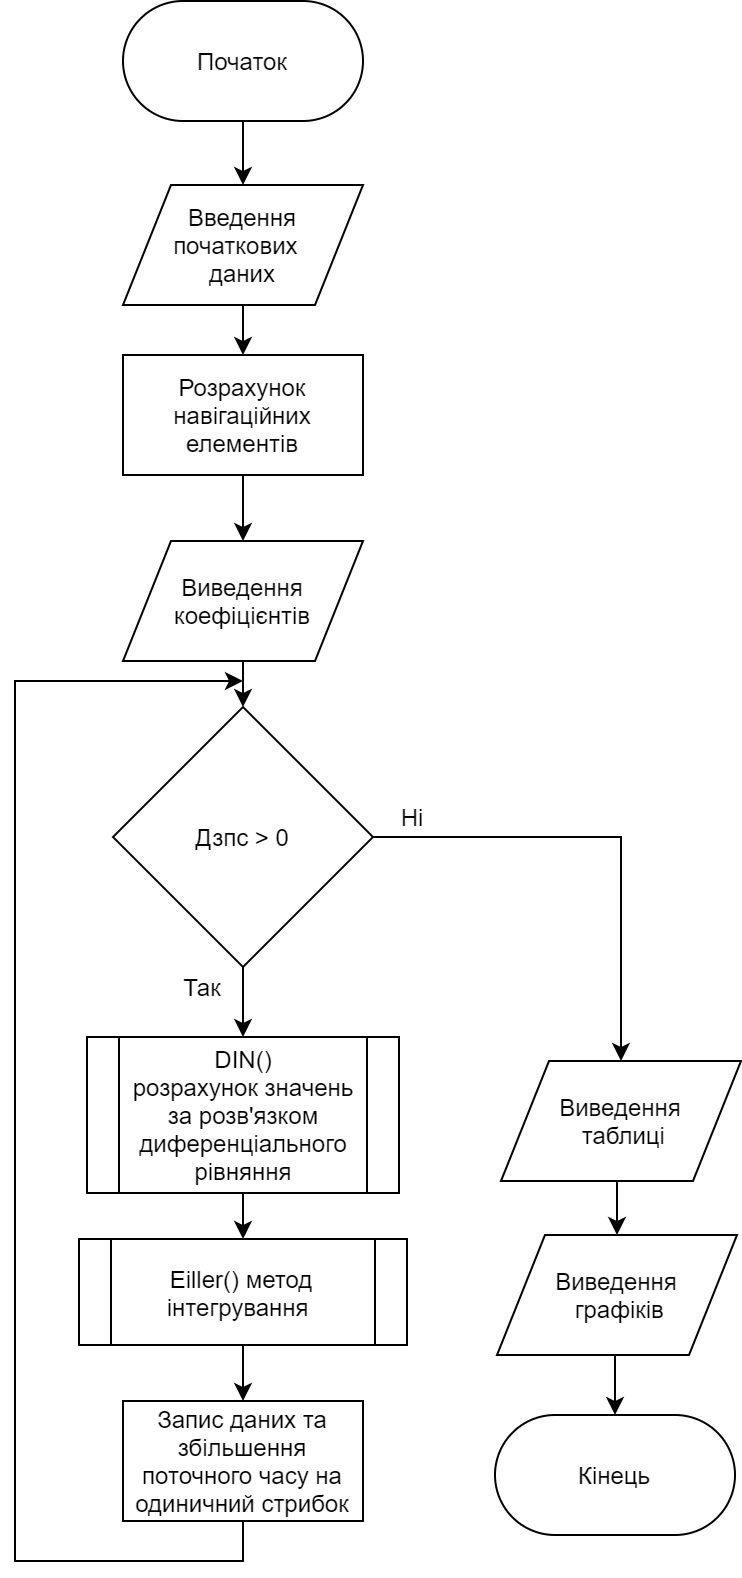 Початок
Введення
початкових
даних
Розрахунок
навігаційних
елементів
Виведення
коефіцієнтів
Дзпс > 0
Ні
Так
DIN()
розрахунок значень
за розв'язком
диференціального
рівняння
Eiller() метод
інтегрування
Запис даних та
збільшення
поточного часу на
одиничний стрибок
Виведення
таблиці
Виведення
графіків
Кінець